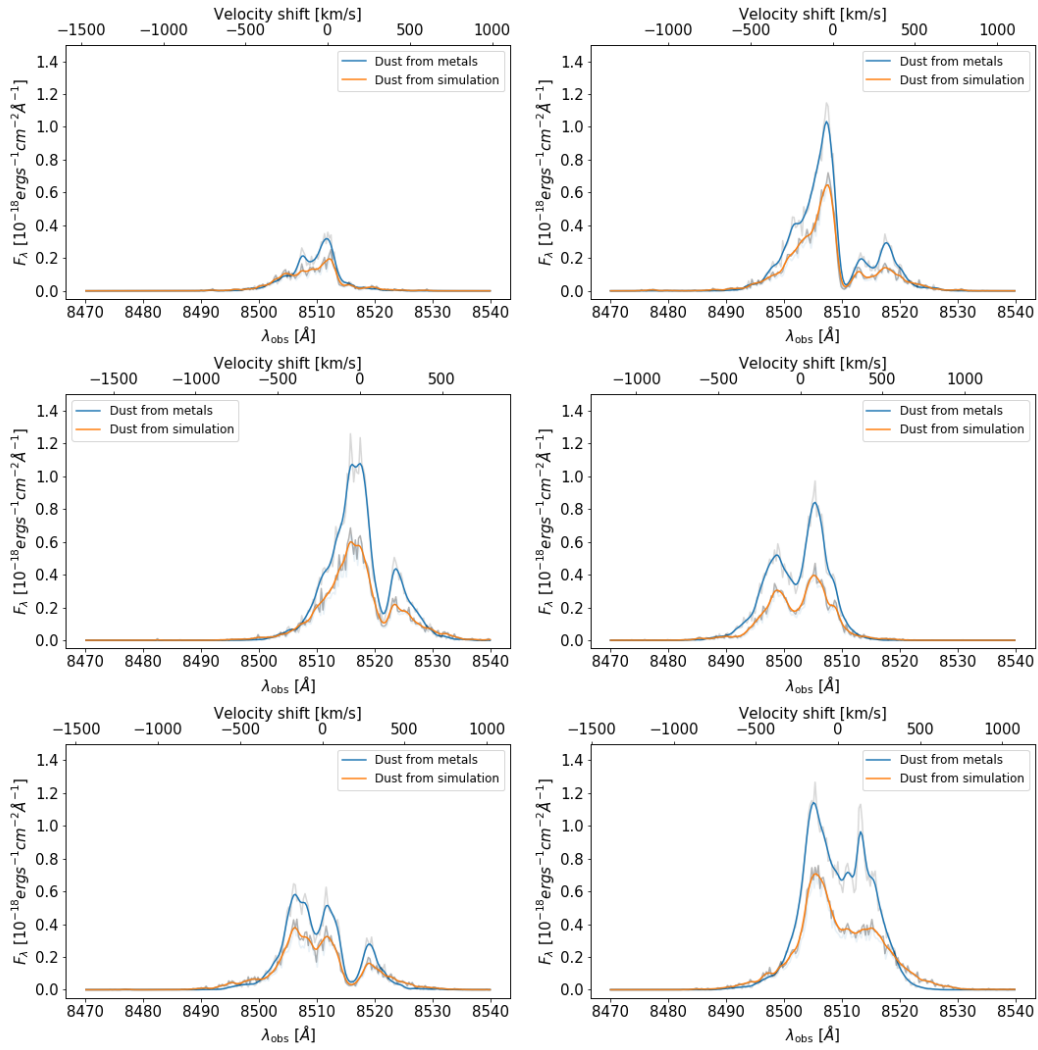 Velocity shift [km/s]
−1500 −1000 −500 0 500 1000
Dust from metals
Dust from simulation
1.4
1.2
1.0
0.8
0.6
0.4
0.2
0.0
F_λ [10^{-18} ergs^{-1}cm^{-2}Å^{-1}]
8470 8480 8490 8500 8510 8520 8530 8540
λ_obs [Å]
Velocity shift [km/s]
−1000 −500 0 500 1000
Dust from metals
Dust from simulation
1.4
1.2
1.0
0.8
0.6
0.4
0.2
0.0
F_λ [10^{-18} ergs^{-1}cm^{-2}Å^{-1}]
8470 8480 8490 8500 8510 8520 8530 8540
λ_obs [Å]
Velocity shift [km/s]
−1500 −1000 −500 0 500
Dust from metals
Dust from simulation
1.4
1.2
1.0
0.8
0.6
0.4
0.2
0.0
F_λ [10^{-18} ergs^{-1}cm^{-2}Å^{-1}]
8470 8480 8490 8500 8510 8520 8530 8540
λ_obs [Å]
Velocity shift [km/s]
−1000 −500 0 500 1000
Dust from metals
Dust from simulation
1.4
1.2
1.0
0.8
0.6
0.4
0.2
0.0
F_λ [10^{-18} ergs^{-1}cm^{-2}Å^{-1}]
8470 8480 8490 8500 8510 8520 8530 8540
λ_obs [Å]
Velocity shift [km/s]
−1500 −1000 −500 0 500 1000
Dust from metals
Dust from simulation
1.4
1.2
1.0
0.8
0.6
0.4
0.2
0.0
F_λ [10^{-18} ergs^{-1}cm^{-2}Å^{-1}]
8470 8480 8490 8500 8510 8520 8530 8540
λ_obs [Å]
Velocity shift [km/s]
−1500 −1000 −500 0 500 1000
Dust from metals
Dust from simulation
1.4
1.2
1.0
0.8
0.6
0.4
0.2
0.0
F_λ [10^{-18} ergs^{-1}cm^{-2}Å^{-1}]
8470 8480 8490 8500 8510 8520 8530 8540
λ_obs [Å]